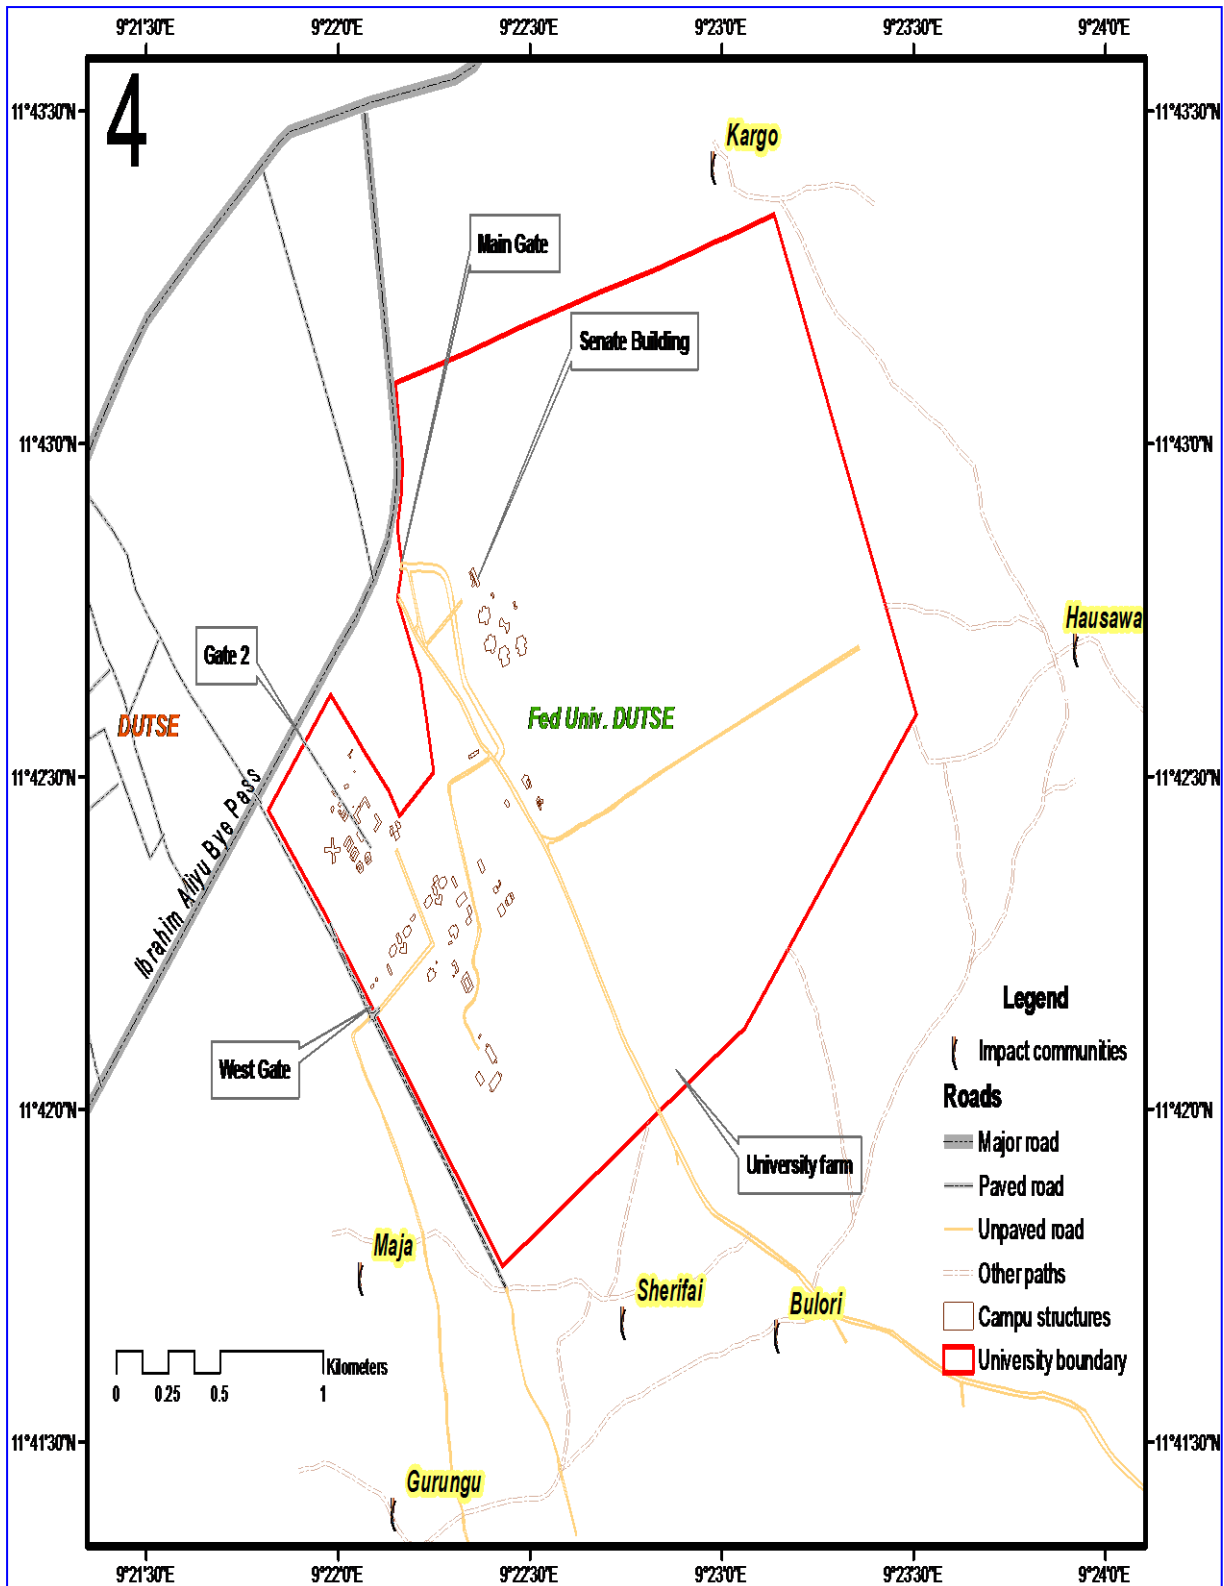 9°21'30"E 9°22'0"E 9°22'30"E 9°23'0"E 9°23'30"E 9°24'0"E
4
11°43'30"N 11°43'30"N
Kargo
Main Gate
Senate Building
11°43'0"N 11°43'0"N
Hausawa
Gate 2
DUTSE
Fed Univ. DUTSE
11°42'30"N 11°42'30"N
Ibrahim Aliyu Bye Pass
West Gate
11°42'0"N 11°42'0"N
University farm
Maja
Sherifai
Bulori
Legend
Impact communities
Roads
Major road
Paved road
Unpaved road
Other paths
Campu structures
University boundary
Kilometers
0 0.25 0.5 1
11°41'30"N 11°41'30"N
Gurungu
9°21'30"E 9°22'0"E 9°22'30"E 9°23'0"E 9°23'30"E 9°24'0"E